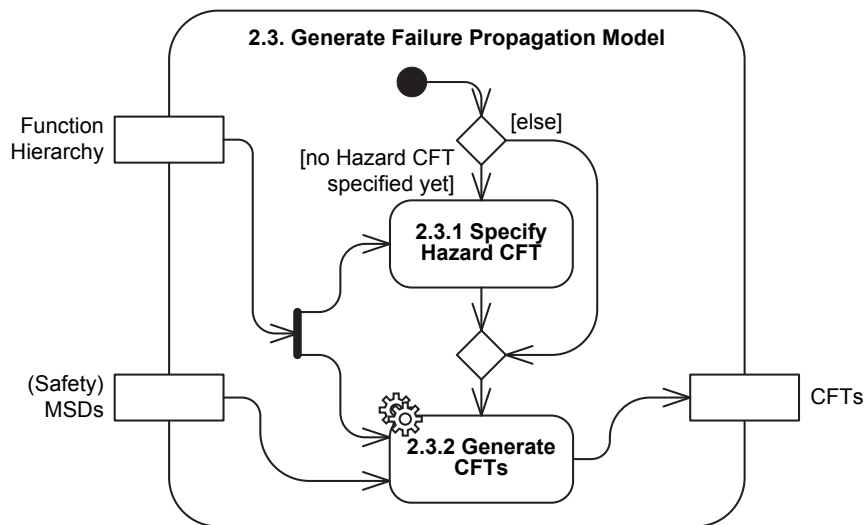 2.3. Generate Failure Propagation Model
[else]
Function
Hierarchy
[no Hazard CFT
specified yet]
2.3.1 Specify
Hazard CFT
(Safety)
MSDs
CFTs
2.3.2 Generate
CFTs